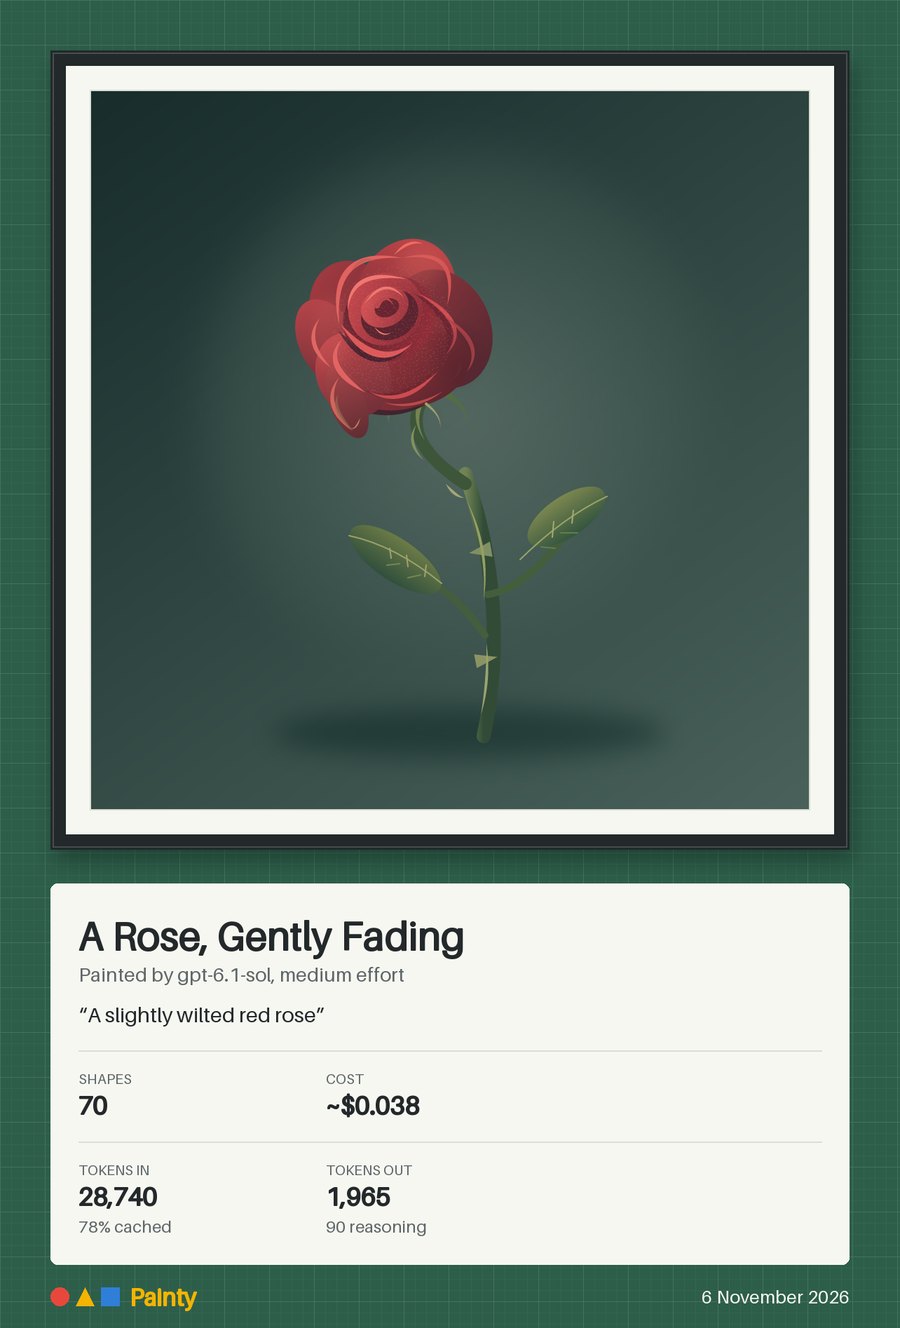 A Rose, Gently Fading
Painted by gpt-6.1-sol, medium effort
“A slightly wilted red rose”
SHAPES
70
COST
~$0.038
TOKENS IN
28,740
78% cached
TOKENS OUT
1,965
90 reasoning
Painty
6 November 2026